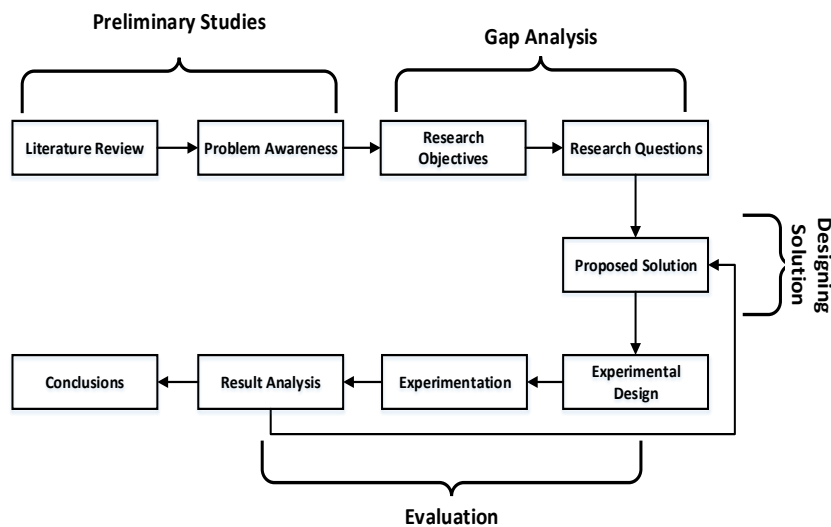 Preliminary Studies
Gap Analysis
Literature Review
Problem Awareness
Research
Objectives
Research Questions
Designing
Solution
Proposed Solution
Conclusions
Result Analysis
Experimentation
Experimental
Design
Evaluation